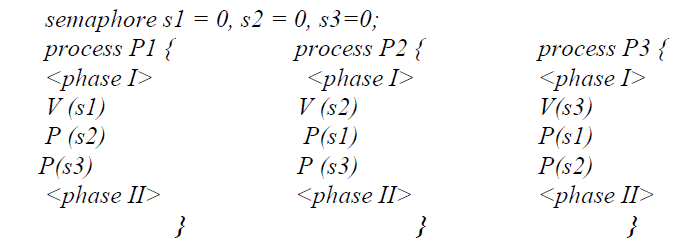 semaphore s1 = 0, s2 = 0, s3=0;
process P1 { process P2 { process P3 {
<phase I> <phase I> <phase I>
V (s1) V (s2) V(s3)
P (s2) P(s1) P(s1)
P(s3) P (s3) P(s2)
<phase II> <phase II> <phase II>
} } }